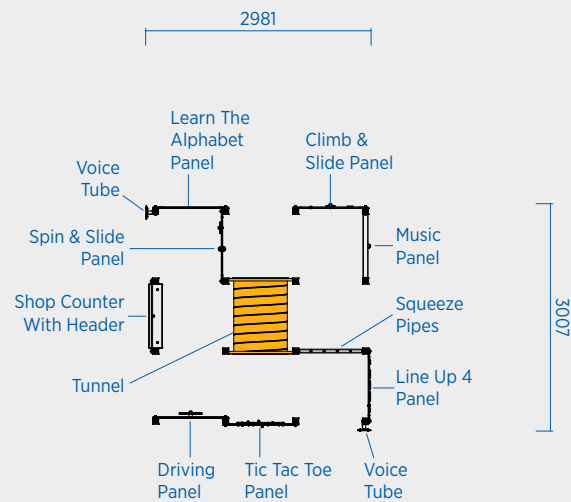 2981
Learn The
Alphabet
Panel
Climb &
Slide Panel
Voice
Tube
Spin & Slide
Panel
Music
Panel
Shop Counter
With Header
Squeeze
Pipes
3007
Tunnel
Line Up 4
Panel
Driving
Panel
Tic Tac Toe
Panel
Voice
Tube